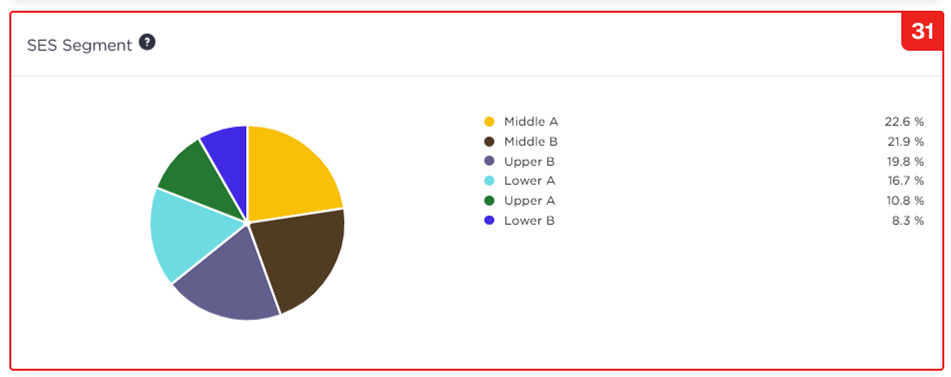 31
SES Segment ?
Middle A 22.6 %
Middle B 21.9 %
Upper B 19.8 %
Lower A 16.7 %
Upper A 10.8 %
Lower B 8.3 %